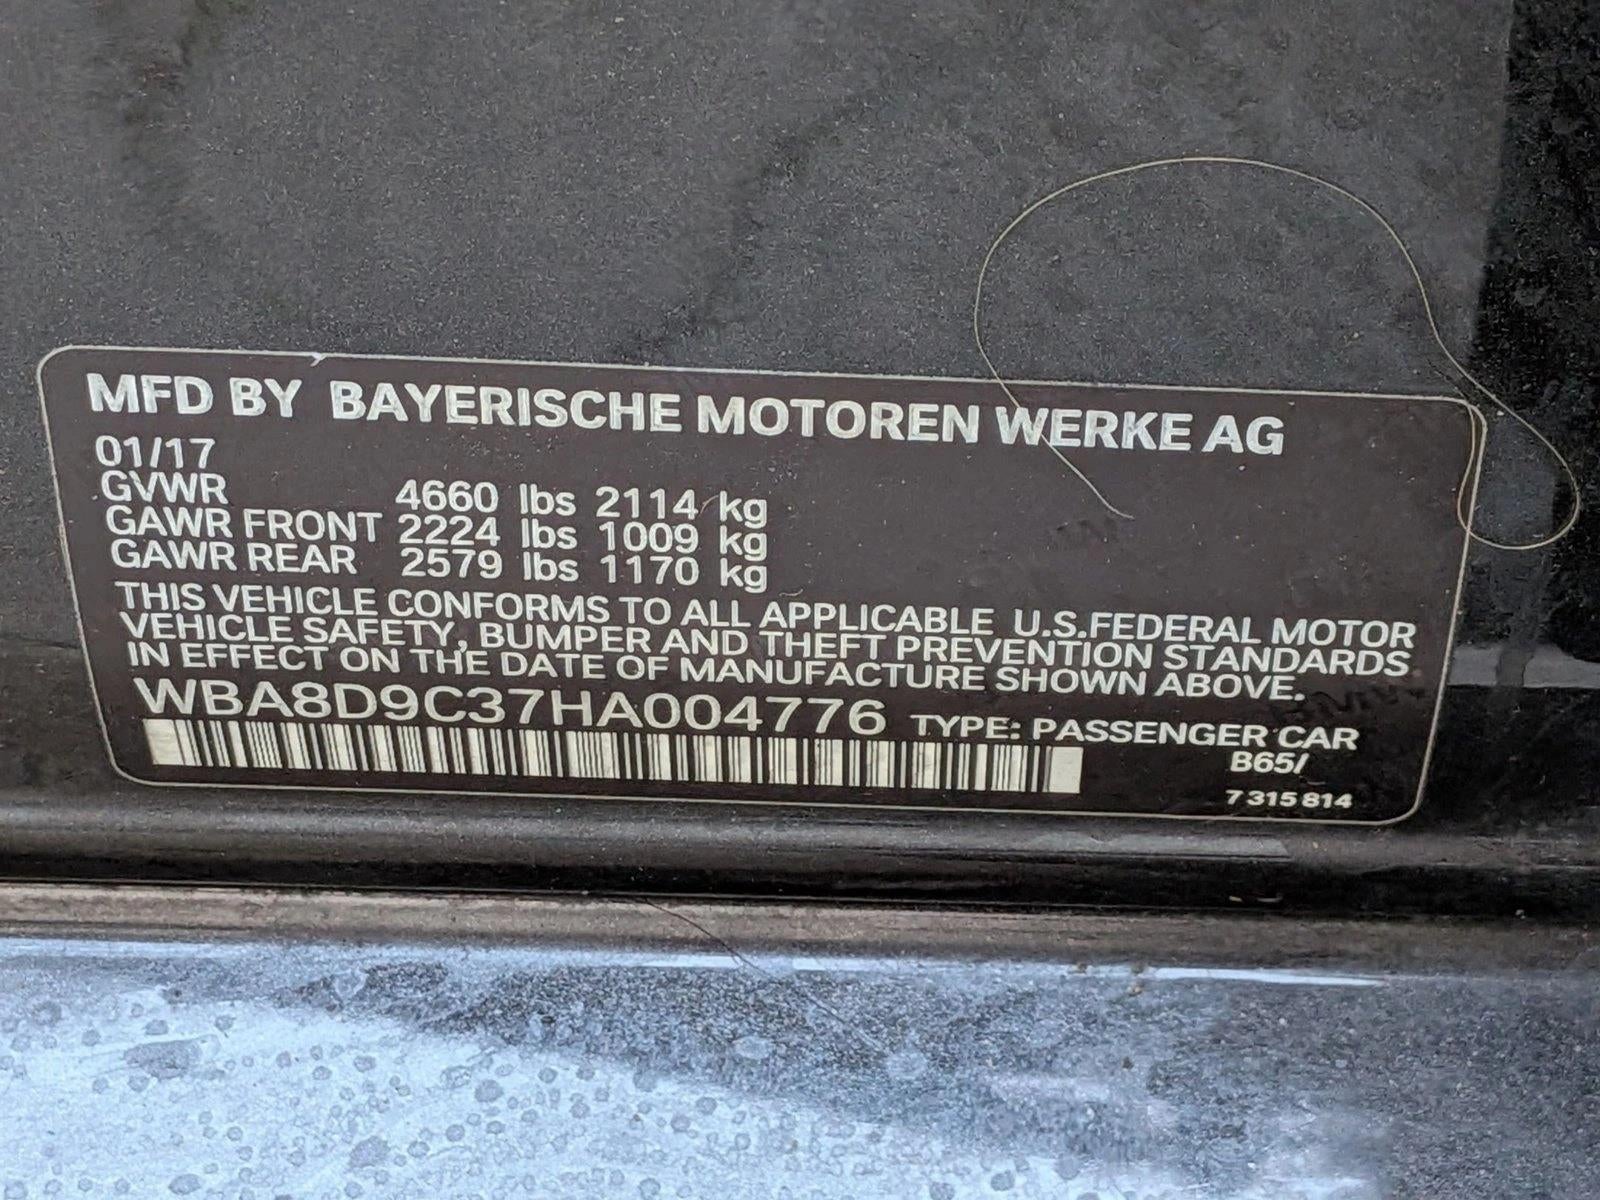 MFD BY BAYERISCHE MOTOREN WERKE AG
01/17
GVWR 4660 lbs 2114 kg
GAWR FRONT 2224 lbs 1009 kg
GAWR REAR 2579 lbs 1170 kg
THIS VEHICLE CONFORMS TO ALL APPLICABLE U.S.FEDERAL MOTOR
VEHICLE SAFETY, BUMPER AND THEFT PREVENTION STANDARDS
IN EFFECT ON THE DATE OF MANUFACTURE SHOWN ABOVE.
WBA8D9C37HA004776 TYPE: PASSENGER CAR
B65/
7 315 814